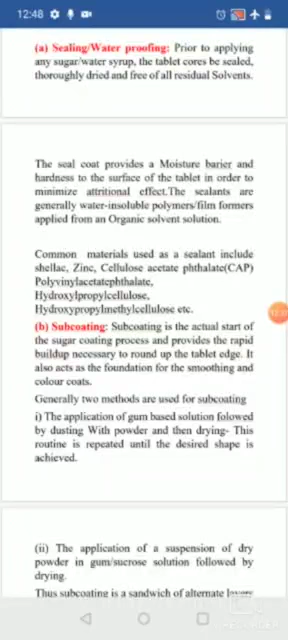 12:48
(a) Sealing/Water proofing: Prior to applying
any sugar/water syrup, the tablet cores be sealed,
thoroughly dried and free of all residual Solvents.
The seal coat provides a Moisture barier and
hardness to the surface of the tablet in order to
minimize attritional effect.The sealants are
generally water-insoluble polymers/film formers
applied from an Organic solvent solution.
Common materials used as a sealant include
shellac, Zinc, Cellulose acetate phthalate(CAP)
Polyvinylacetatephthalate,
Hydroxylpropylcellulose,
Hydroxypropylmethylcellulose etc.
(b) Subcoating: Subcoating is the actual start of
the sugar coating process and provides the rapid
buildup necessary to round up the tablet edge. It
also acts as the foundation for the smoothing and
colour coats.
Generally two methods are used for subcoating
i) The application of gum based solution folowed
by dusting With powder and then drying- This
routine is repeated until the desired shape is
achieved.
(ii) The application of a suspension of dry
powder in gum/sucrose solution followed by
drying.
Thus subcoating is a sandwich of alternate layers